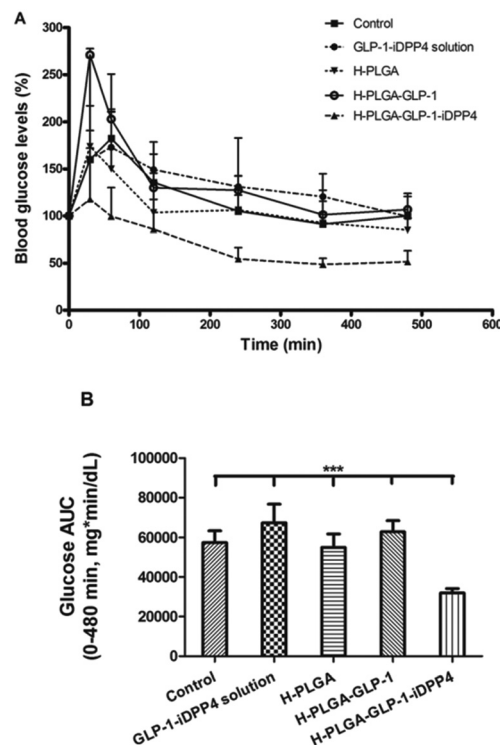 A
Control
GLP-1-iDPP4 solution
H-PLGA
H-PLGA-GLP-1
H-PLGA-GLP-1-iDPP4
Blood glucose levels (%)
300
250
200
150
100
50
0
0 100 200 300 400 500 600
Time (min)
B
***
Glucose AUC
(0-480 min, mg*min/dL)
100000
80000
60000
40000
20000
Control
GLP-1-iDPP4 solution
H-PLGA
H-PLGA-GLP-1
H-PLGA-GLP-1-iDPP4